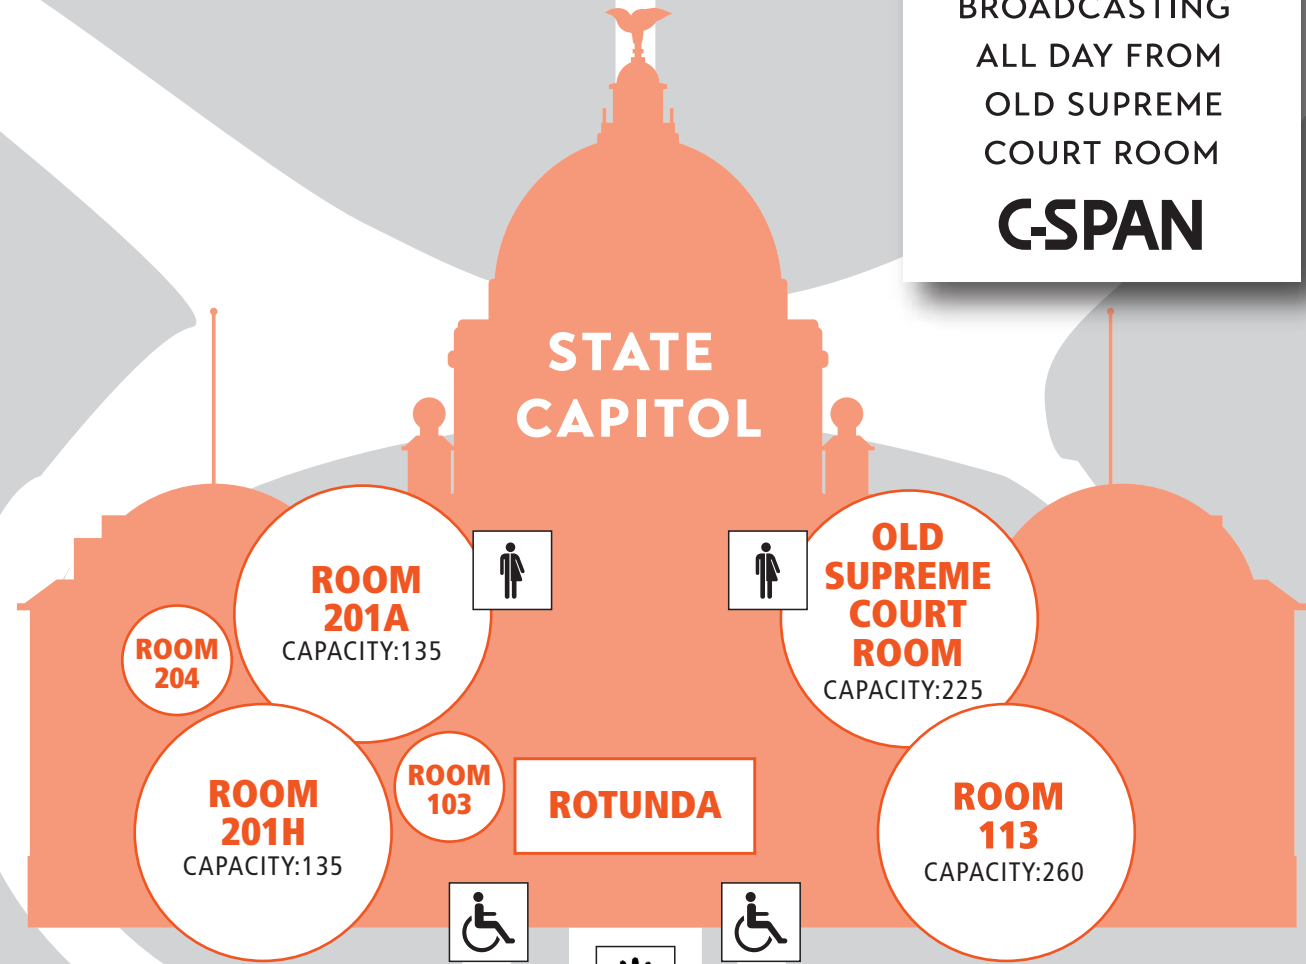 BROADCASTING
ALL DAY FROM
OLD SUPREME
COURT ROOM
C-SPAN
STATE
CAPITOL
ROOM
201A
CAPACITY:135
OLD
SUPREME
COURT
ROOM
CAPACITY:225
ROOM
204
ROOM
201H
CAPACITY:135
ROOM
103
ROTUNDA
ROOM
113
CAPACITY:260